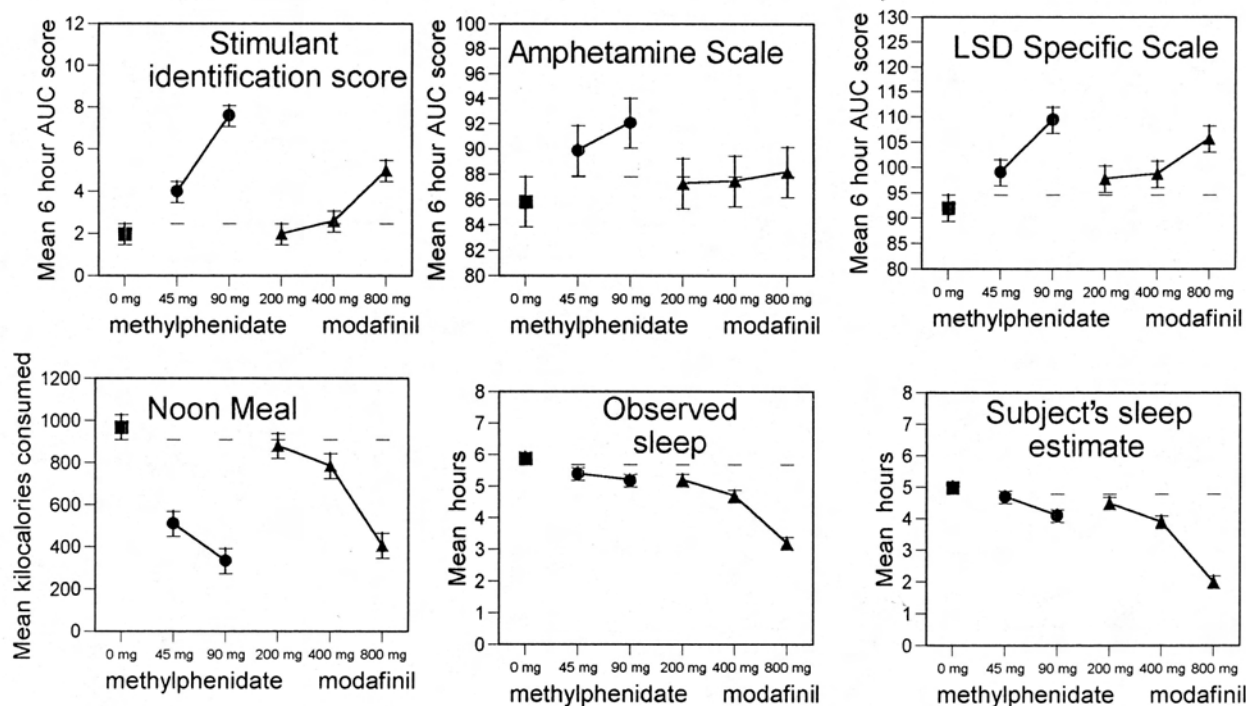 Stimulant
identification score
Mean 6 hour AUC score
12
10
8
6
4
2
0
0 mg 45 mg 90 mg 200 mg 400 mg 800 mg
methylphenidate modafinil
Amphetamine Scale
Mean 6 hour AUC score
100
98
96
94
92
90
88
86
84
82
80
0 mg 45 mg 90 mg 200 mg 400 mg 800 mg
methylphenidate modafinil
LSD Specific Scale
Mean 6 hour AUC score
130
125
120
115
110
105
100
95
90
85
80
0 mg 45 mg 90 mg 200 mg 400 mg 800 mg
methylphenidate modafinil
Noon Meal
Mean kilocalories consumed
1200
1000
800
600
400
200
0
0 mg 45 mg 90 mg 200 mg 400 mg 800 mg
methylphenidate modafinil
Observed
sleep
Mean hours
8
7
6
5
4
3
2
1
0
0 mg 45 mg 90 mg 200 mg 400 mg 800 mg
methylphenidate modafinil
Subject's sleep
estimate
Mean hours
8
7
6
5
4
3
2
1
0
0 mg 45 mg 90 mg 200 mg 400 mg 800 mg
methylphenidate modafinil